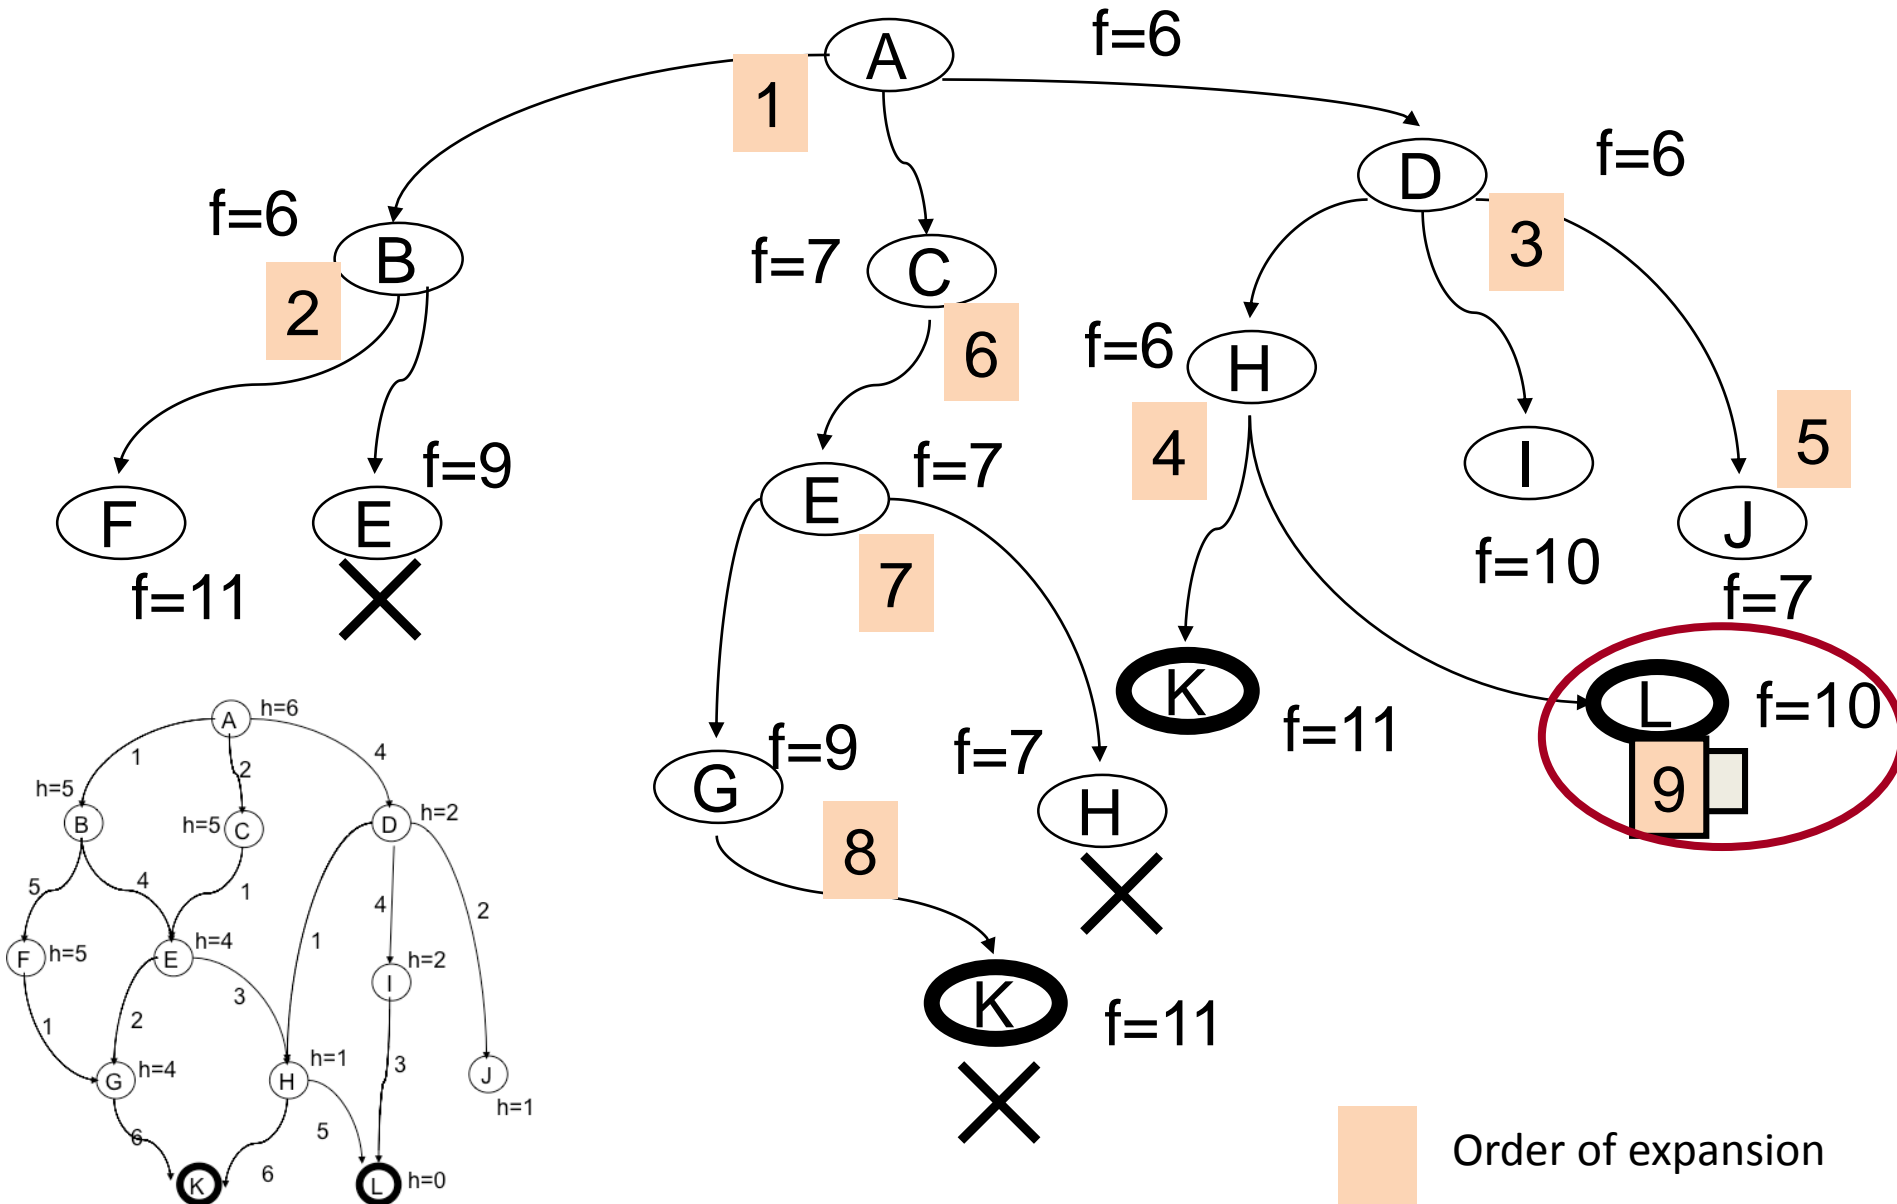 A
f=6
1
D
f=6
f=6
B
2
f=7
C
6
3
f=6
H
4
I
f=10
5
J
f=7
F
f=11
E
f=9
E
f=7
7
K
f=11
L
f=10
9
G
f=9
8
f=7
H
K
f=11
A
h=6
1
2
4
h=5
B
h=5
C
D
h=2
5
4
1
1
4
2
F
h=5
E
h=4
I
h=2
1
2
3
3
G
h=4
H
h=1
J
h=1
6
6
5
K
L
h=0
Order of expansion